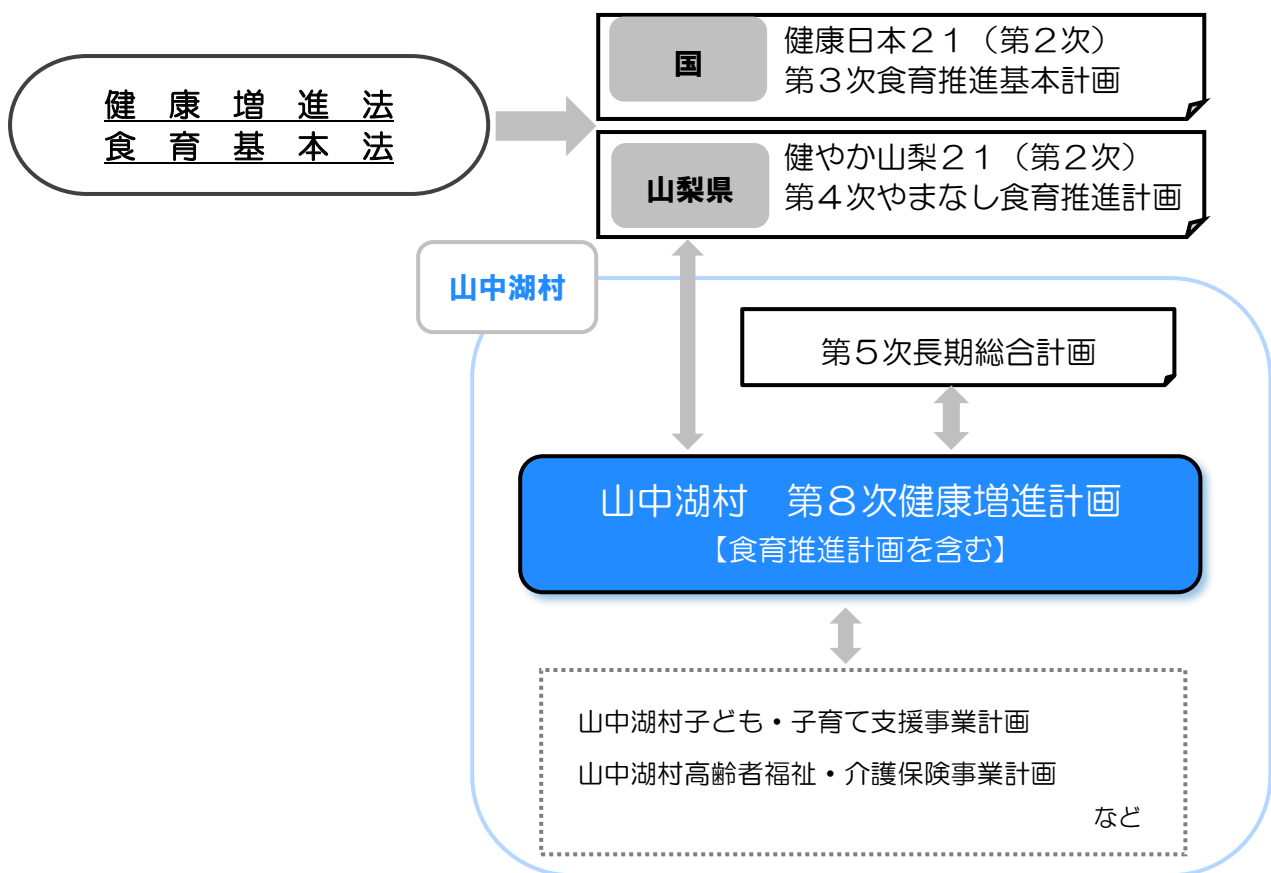 健康増進法
食育基本法
国
健康日本２１（第２次）
第３次食育推進基本計画
山梨県
健やか山梨２１（第２次）
第４次やまなし食育推進計画
山中湖村
第５次長期総合計画
山中湖村　第８次健康増進計画
【食育推進計画を含む】
山中湖村子ども・子育て支援事業計画
山中湖村高齢者福祉・介護保険事業計画
など